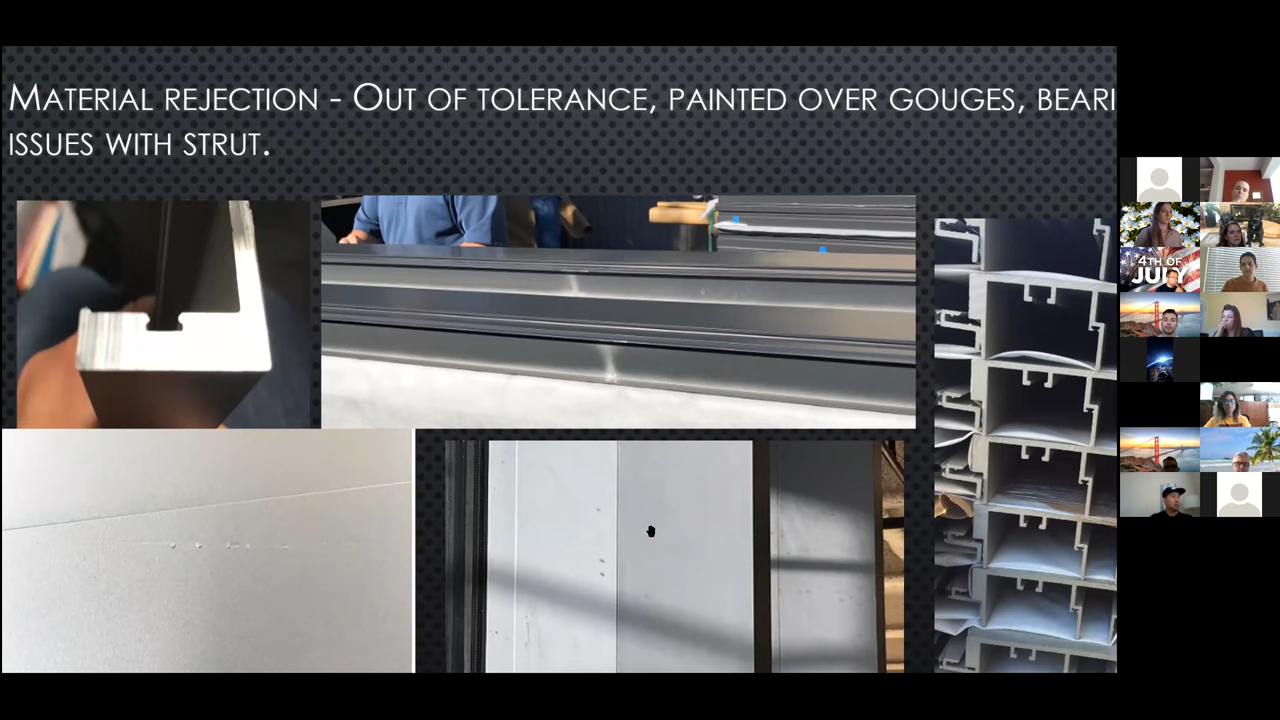 Material rejection - Out of tolerance, painted over gouges, beari
issues with strut.
4TH OF
JULY